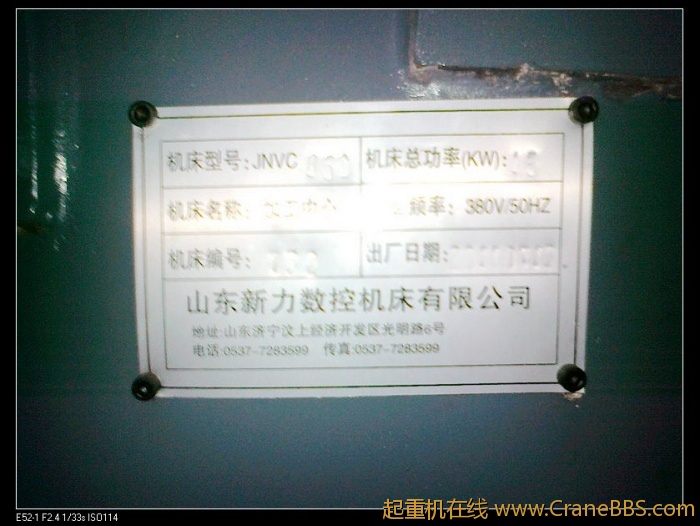 机床型号: JNVC 机床总功率(KW):
机床名称: 中心 频率: 380V/50HZ
机床编号: 出厂日期:
山东新力数控机床有限公司
地址:山东济宁汶上经济开发区光明路6号
电话:0537-7283599 传真:0537-7283599
E52-1 F2.4 1/33s ISO114
起重机在线 www.CraneBBS.com